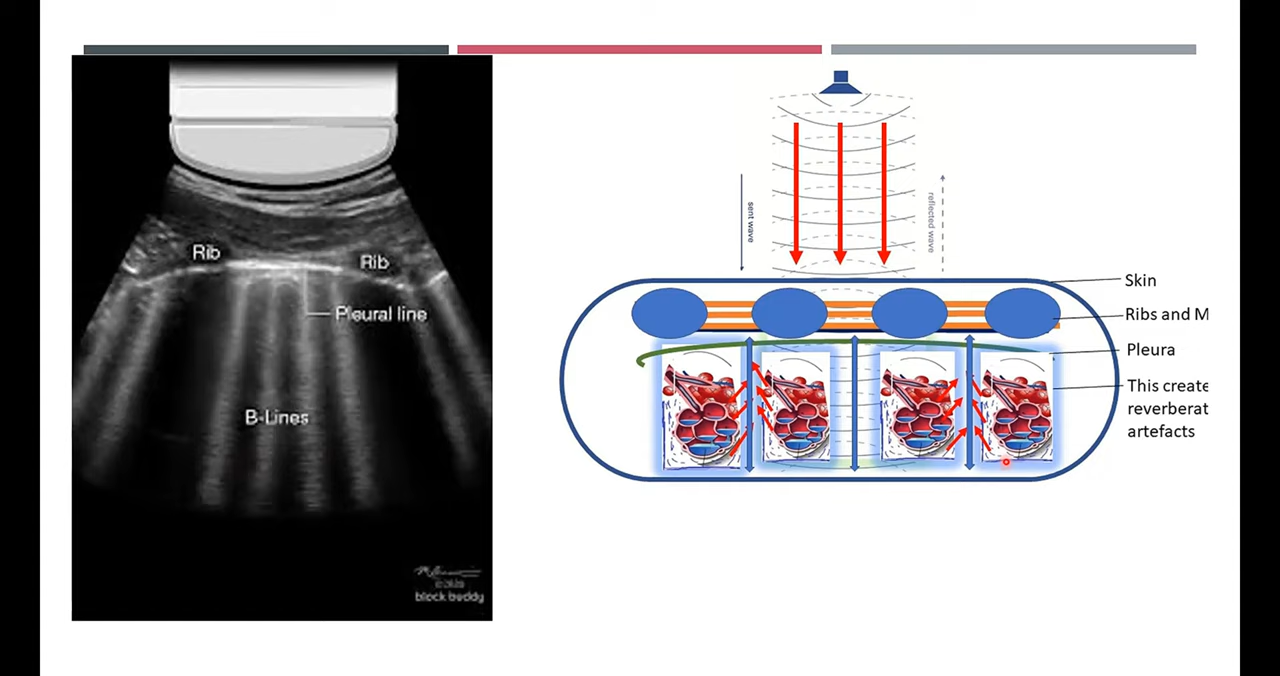 Rib
Rib
Pleural line
B-Lines
block buddy
sent wave
reflected wave
Skin
Ribs and M
Pleura
This create
reverberat
artefacts